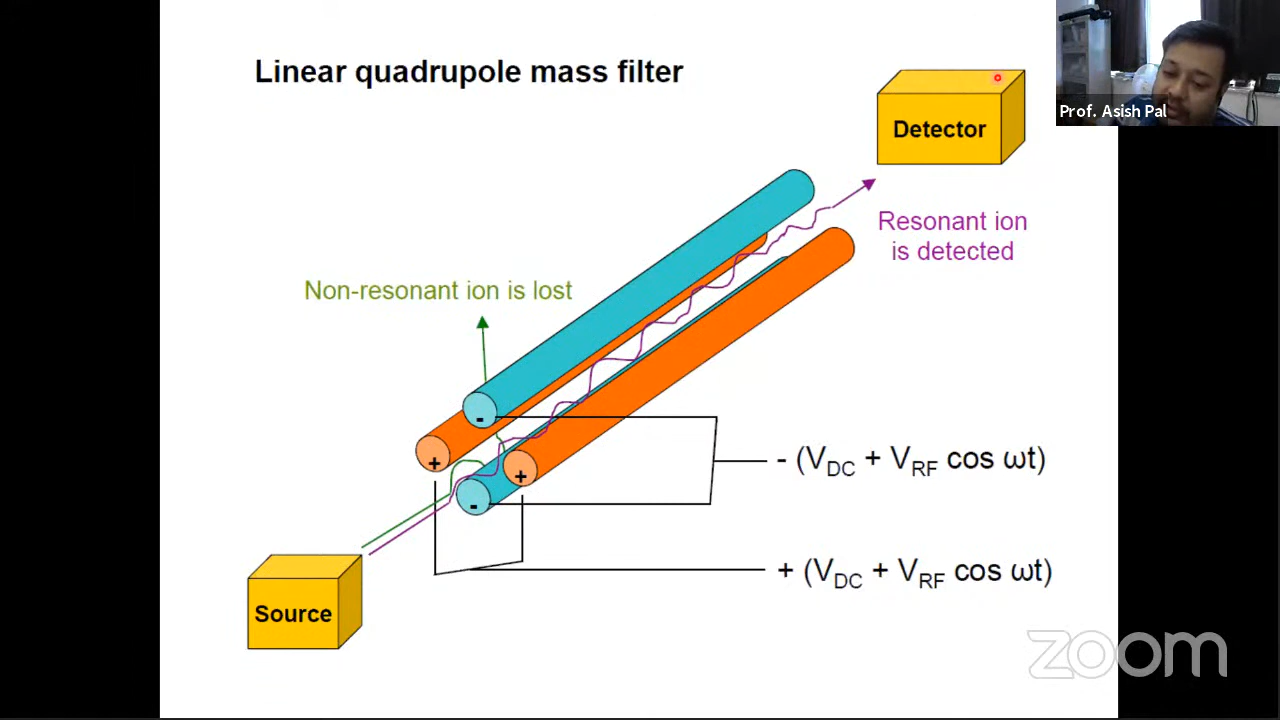 Linear quadrupole mass filter
Prof. Asish Pal
Detector
Resonant ion
is detected
Non-resonant ion is lost
-
+
+
-
- (VDC + VRF cos ωt)
+ (VDC + VRF cos ωt)
Source
zoom